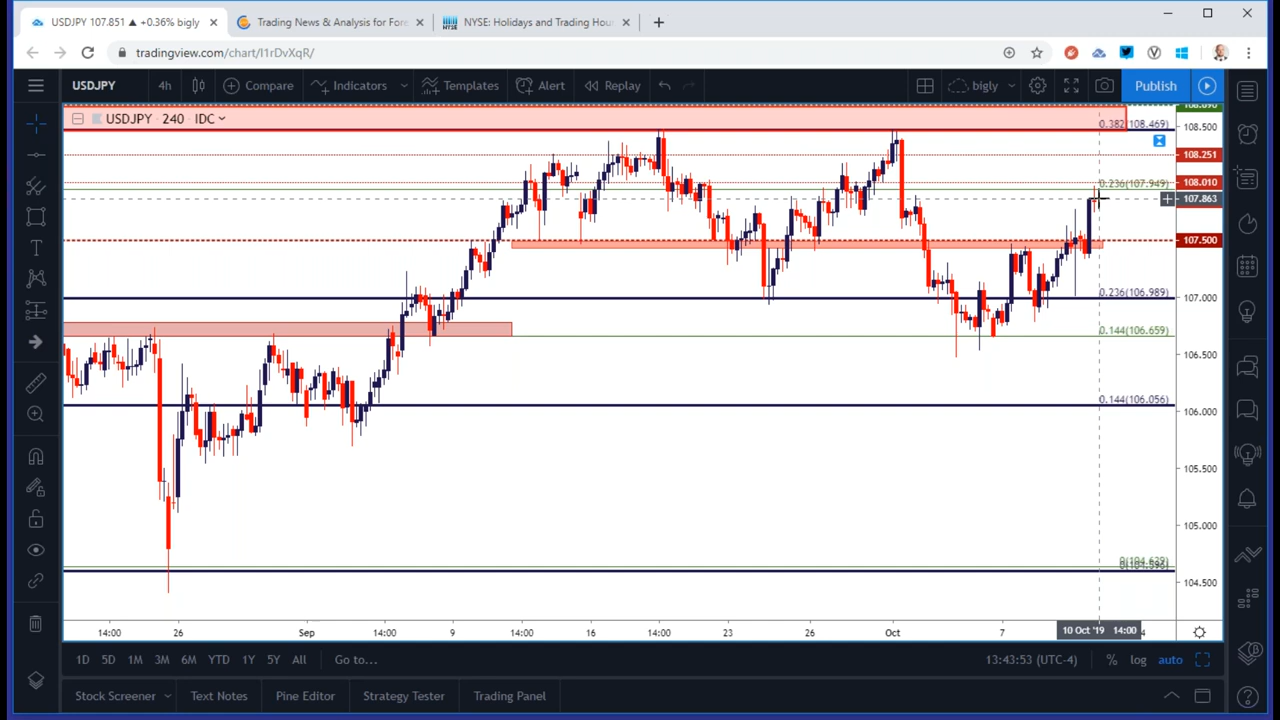 USDJPY 107.851 ▲ +0.36% bigly
Trading News & Analysis for For
NYSE: Holidays and Trading Hou
tradingview.com/chart/I1rDvXqR/
USDJPY 4h Compare Indicators Templates Alert Replay bigly Publish
USDJPY · 240 · IDC
0.382(108.469)
108.500
108.251
108.010
0.236(107.949)
107.863
107.500
0.236(106.989)
107.000
0.144(106.659)
106.500
0.144(106.056)
106.000
105.500
105.000
104.500
14:00 26 Sep 14:00 9 14:00 16 14:00 23 26 Oct 7 10 Oct '19 14:00
1D 5D 1M 3M 6M YTD 1Y 5Y All Go to... 13:43:53 (UTC-4) % log auto
Stock Screener Text Notes Pine Editor Strategy Tester Trading Panel